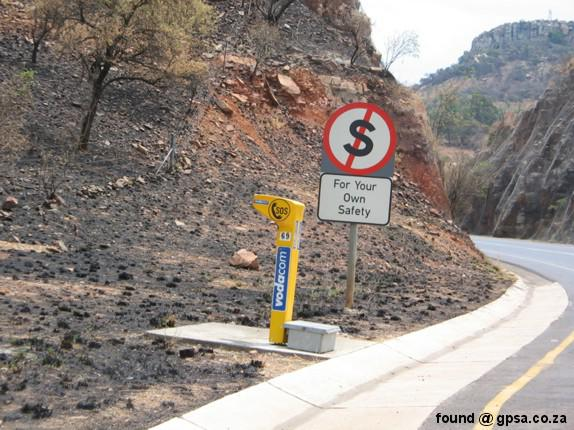 S
For Your
Own
Safety
SOS
69
vodacom
found @ gpsa.co.za